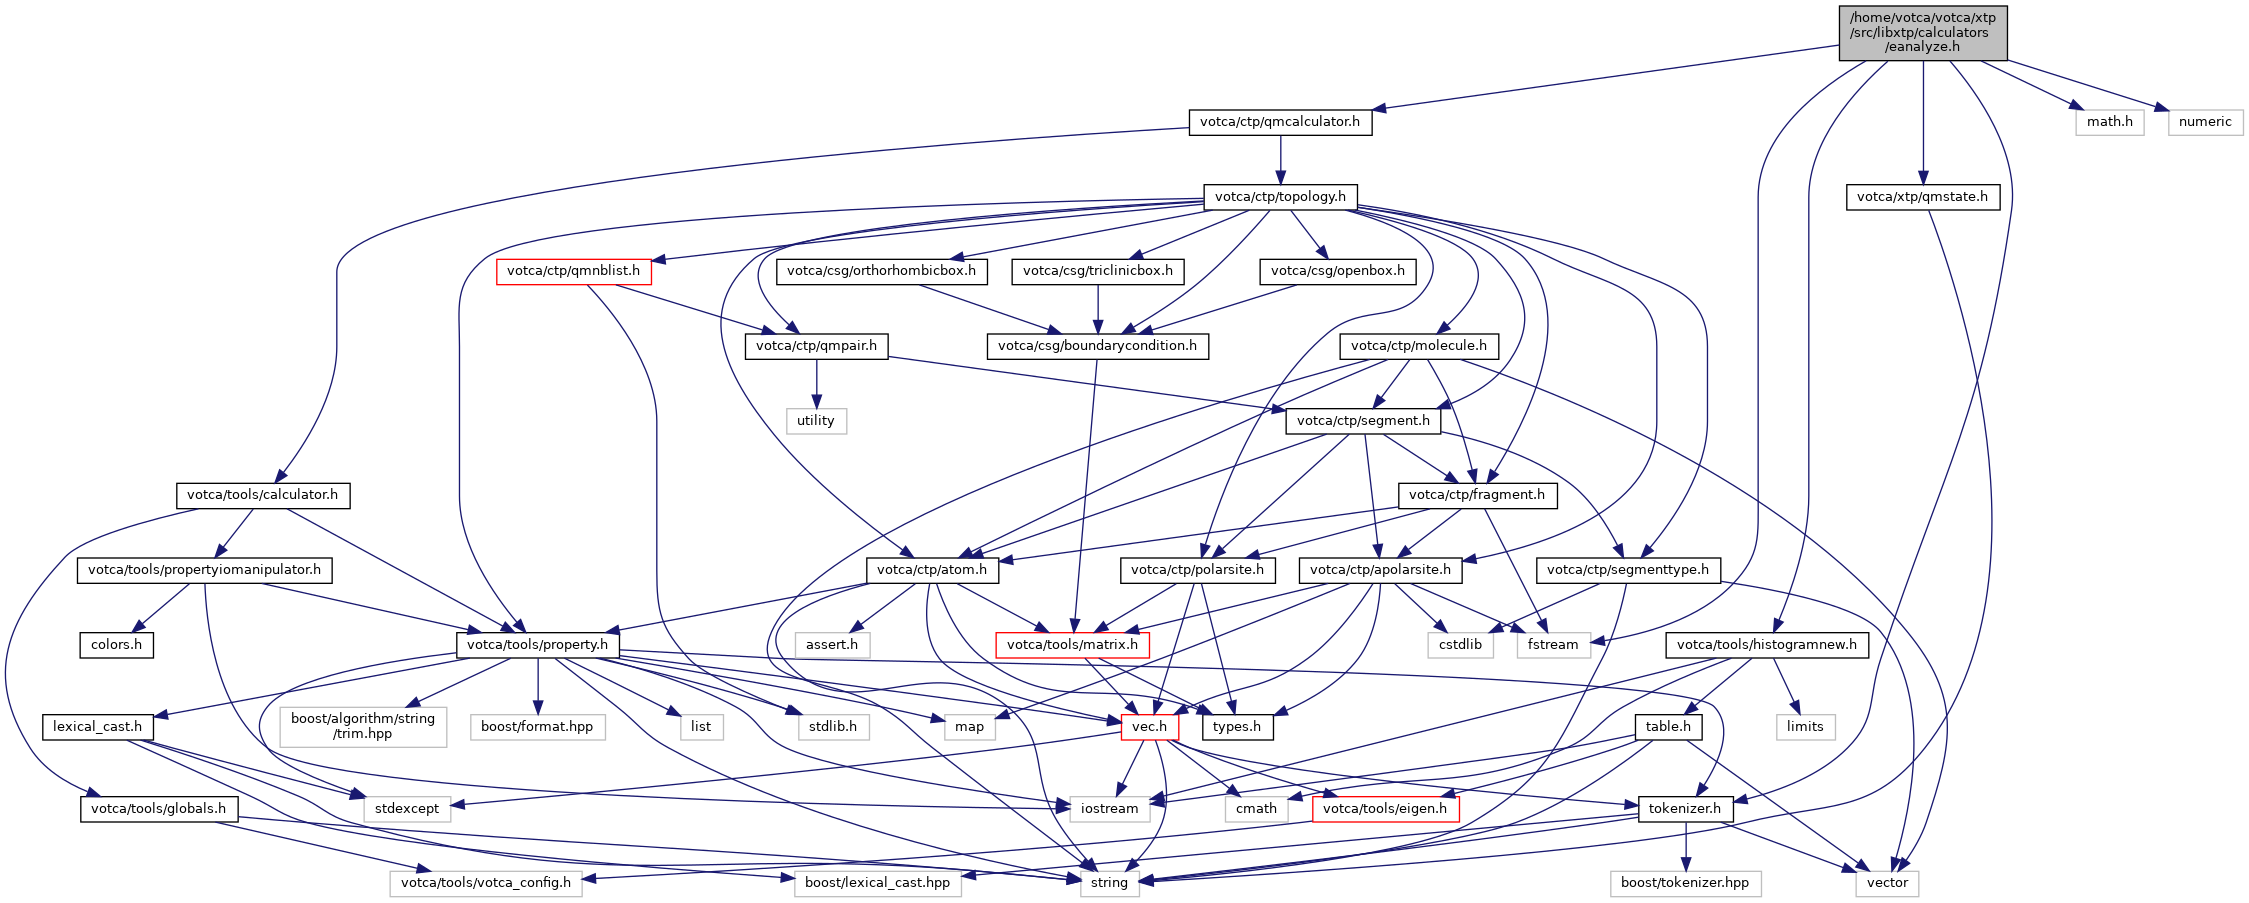 /home/votca/votca/xtp
/src/libxtp/calculators
/eanalyze.h
votca/ctp/qmcalculator.h
math.h
numeric
votca/ctp/topology.h
votca/xtp/qmstate.h
votca/ctp/qmnblist.h
votca/csg/orthorhombicbox.h
votca/csg/triclinicbox.h
votca/csg/openbox.h
votca/ctp/qmpair.h
votca/csg/boundarycondition.h
votca/ctp/molecule.h
utility
votca/ctp/segment.h
votca/tools/calculator.h
votca/ctp/fragment.h
votca/tools/propertyiomanipulator.h
votca/ctp/atom.h
votca/ctp/polarsite.h
votca/ctp/apolarsite.h
votca/ctp/segmenttype.h
colors.h
votca/tools/property.h
assert.h
votca/tools/matrix.h
cstdlib
fstream
votca/tools/histogramnew.h
lexical_cast.h
boost/algorithm/string
/trim.hpp
boost/format.hpp
list
stdlib.h
map
vec.h
types.h
table.h
limits
votca/tools/globals.h
stdexcept
iostream
cmath
votca/tools/eigen.h
tokenizer.h
votca/tools/votca_config.h
boost/lexical_cast.hpp
string
boost/tokenizer.hpp
vector